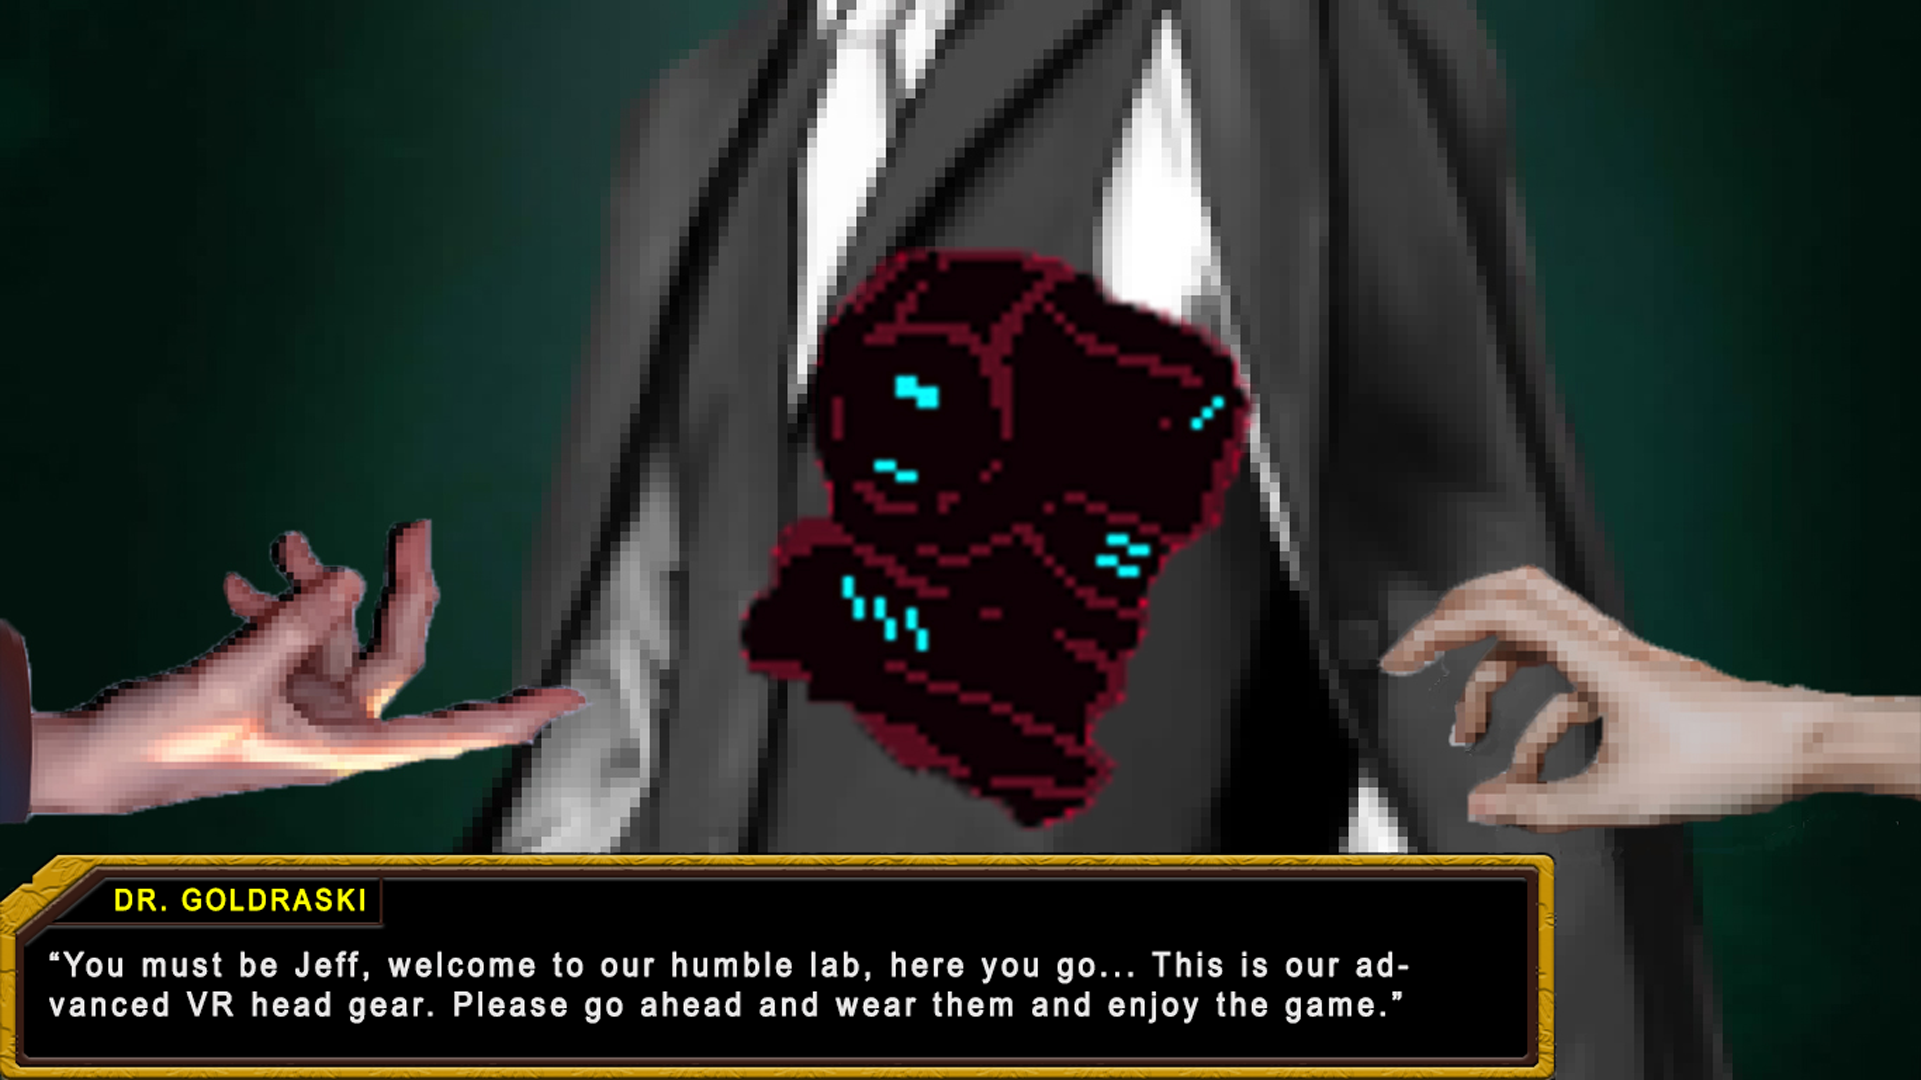 DR. GOLDRASKI
“You must be Jeff, welcome to our humble lab, here you go... This is our ad-
vanced VR head gear. Please go ahead and wear them and enjoy the game.”